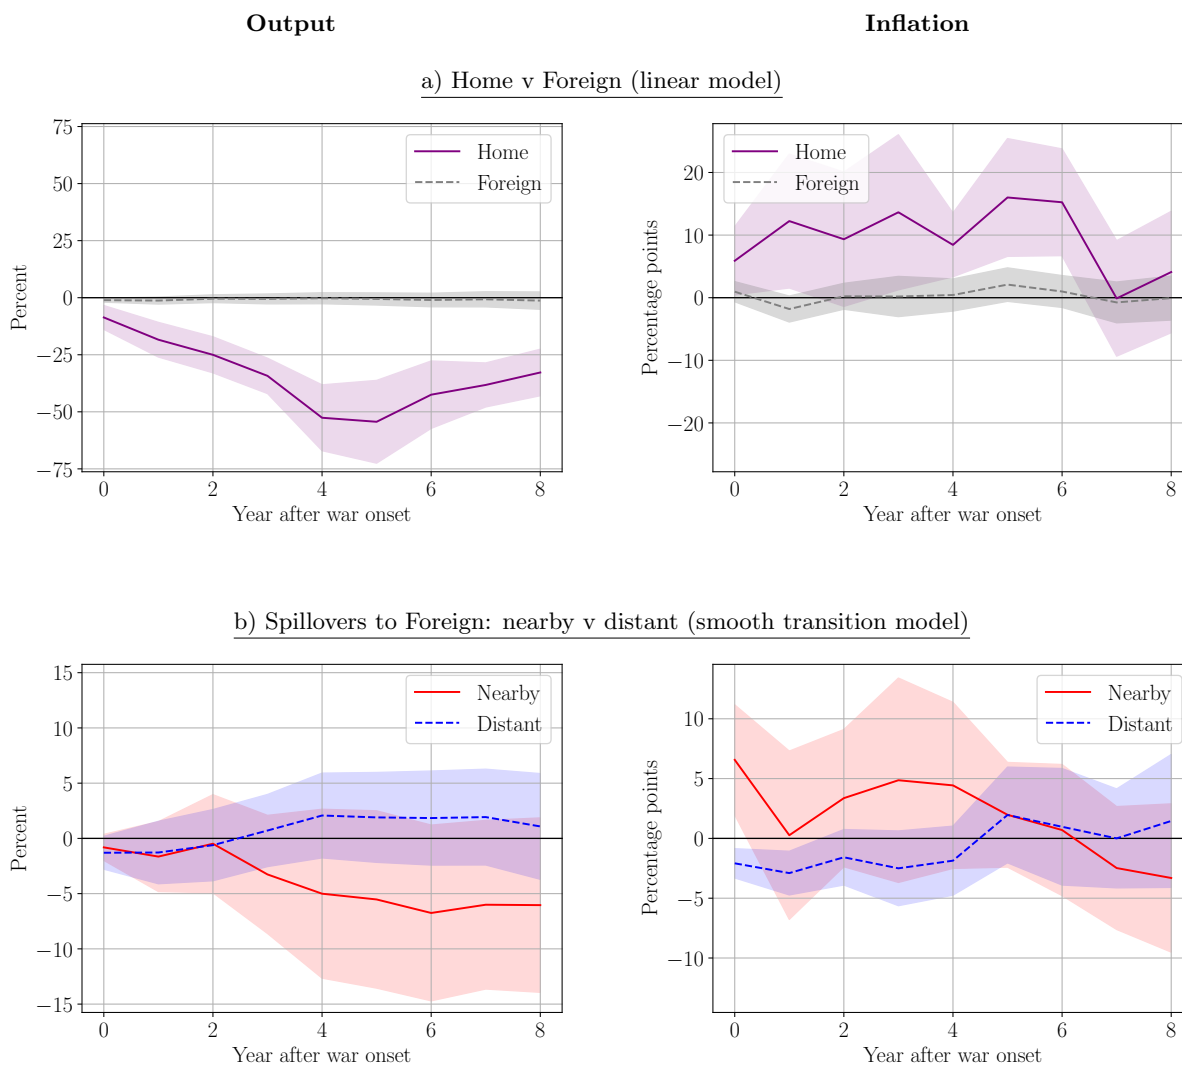 Output
Inflation
a) Home v Foreign (linear model)
75
50
25
0
−25
−50
−75
Percent
Home
Foreign
0 2 4 6 8
Year after war onset
20
10
0
−10
−20
Percentage points
Home
Foreign
0 2 4 6 8
Year after war onset
b) Spillovers to Foreign: nearby v distant (smooth transition model)
15
10
5
0
−5
−10
−15
Percent
Nearby
Distant
0 2 4 6 8
Year after war onset
10
5
0
−5
−10
Percentage points
Nearby
Distant
0 2 4 6 8
Year after war onset